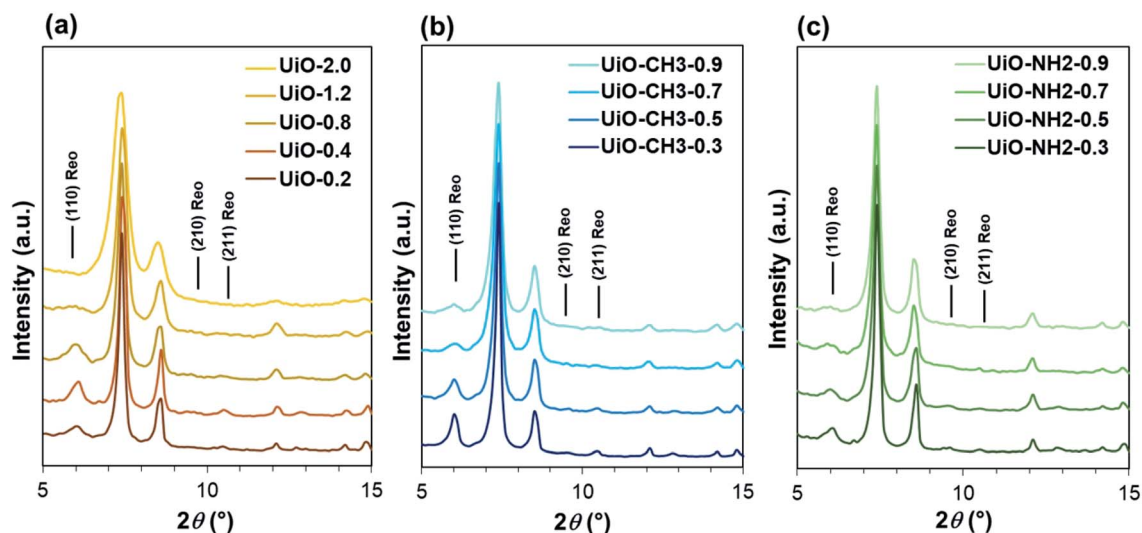 (a)
UiO-2.0
UiO-1.2
UiO-0.8
UiO-0.4
UiO-0.2
(110) Reo
(210) Reo
(211) Reo
Intensity (a.u.)
5
10
15
2θ (°)
(b)
UiO-CH3-0.9
UiO-CH3-0.7
UiO-CH3-0.5
UiO-CH3-0.3
(110) Reo
(210) Reo
(211) Reo
Intensity (a.u.)
5
10
15
2θ (°)
(c)
UiO-NH2-0.9
UiO-NH2-0.7
UiO-NH2-0.5
UiO-NH2-0.3
(110) Reo
(210) Reo
(211) Reo
Intensity (a.u.)
5
10
15
2θ (°)